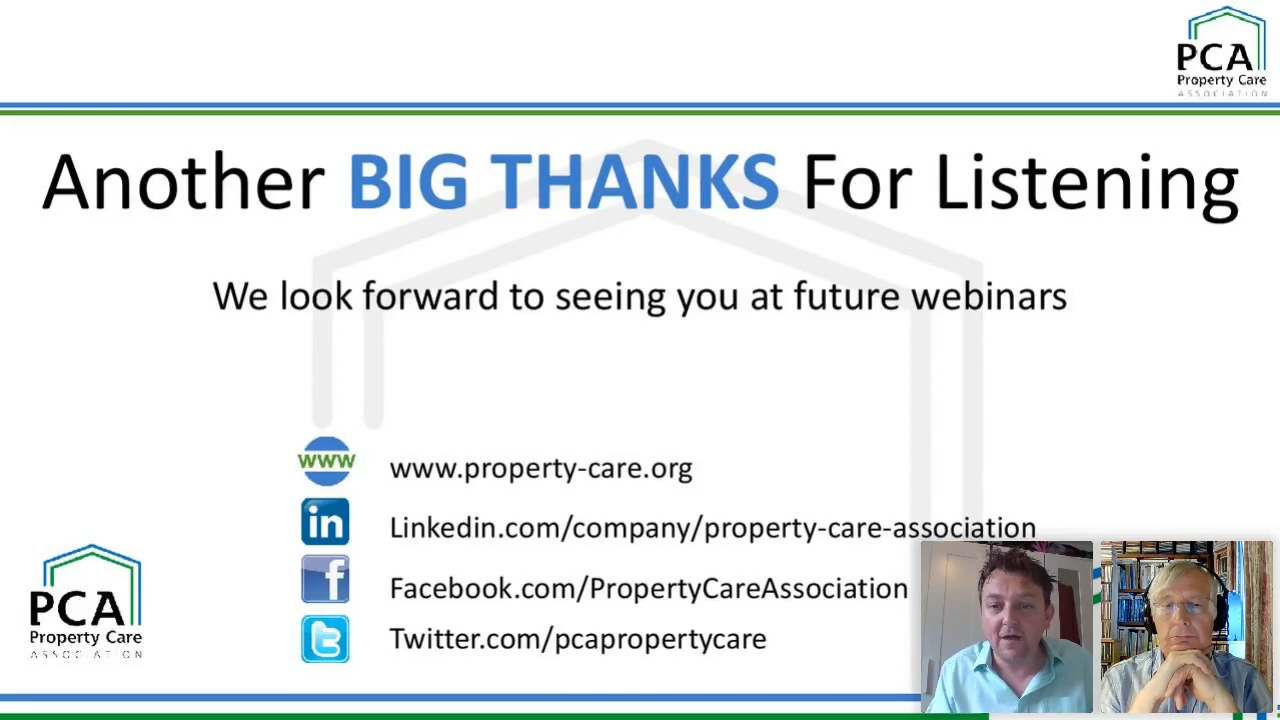 PCA
Property Care
ASSOCIATION
Another BIG THANKS For Listening
We look forward to seeing you at future webinars
www
www.property-care.org
in
Linkedin.com/company/property-care-association
f
Facebook.com/PropertyCareAssociation
t
Twitter.com/pcapropertycare
PCA
Property Care
ASSOCIATION